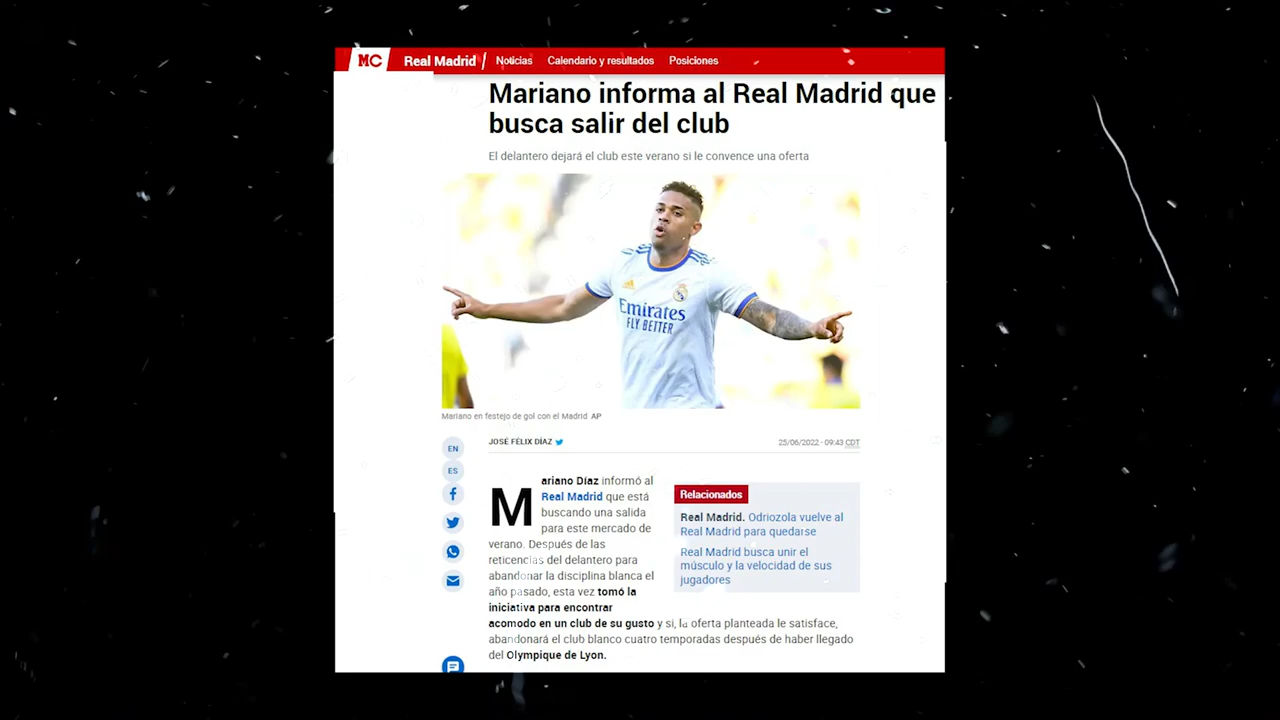 MC Real Madrid / Noticias Calendario y resultados Posiciones
Mariano informa al Real Madrid que
busca salir del club
El delantero dejará el club este verano si le convence una oferta
Emirates
FLY BETTER
Mariano en festejo de gol con el Madrid AP
JOSÉ FÉLIX DÍAZ
25/06/2022 - 09:43 CDT
EN
ES
Mariano Díaz informó al
Real Madrid que está
buscando una salida
para este mercado de
verano. Después de las
reticencias del delantero para
abandonar la disciplina blanca el
año pasado, esta vez tomó la
iniciativa para encontrar
acomodo en un club de su gusto y si, la oferta planteada le satisface,
abandonará el club blanco cuatro temporadas después de haber llegado
del Olympique de Lyon.
Relacionados
Real Madrid. Odriozola vuelve al
Real Madrid para quedarse
Real Madrid busca unir el
músculo y la velocidad de sus
jugadores